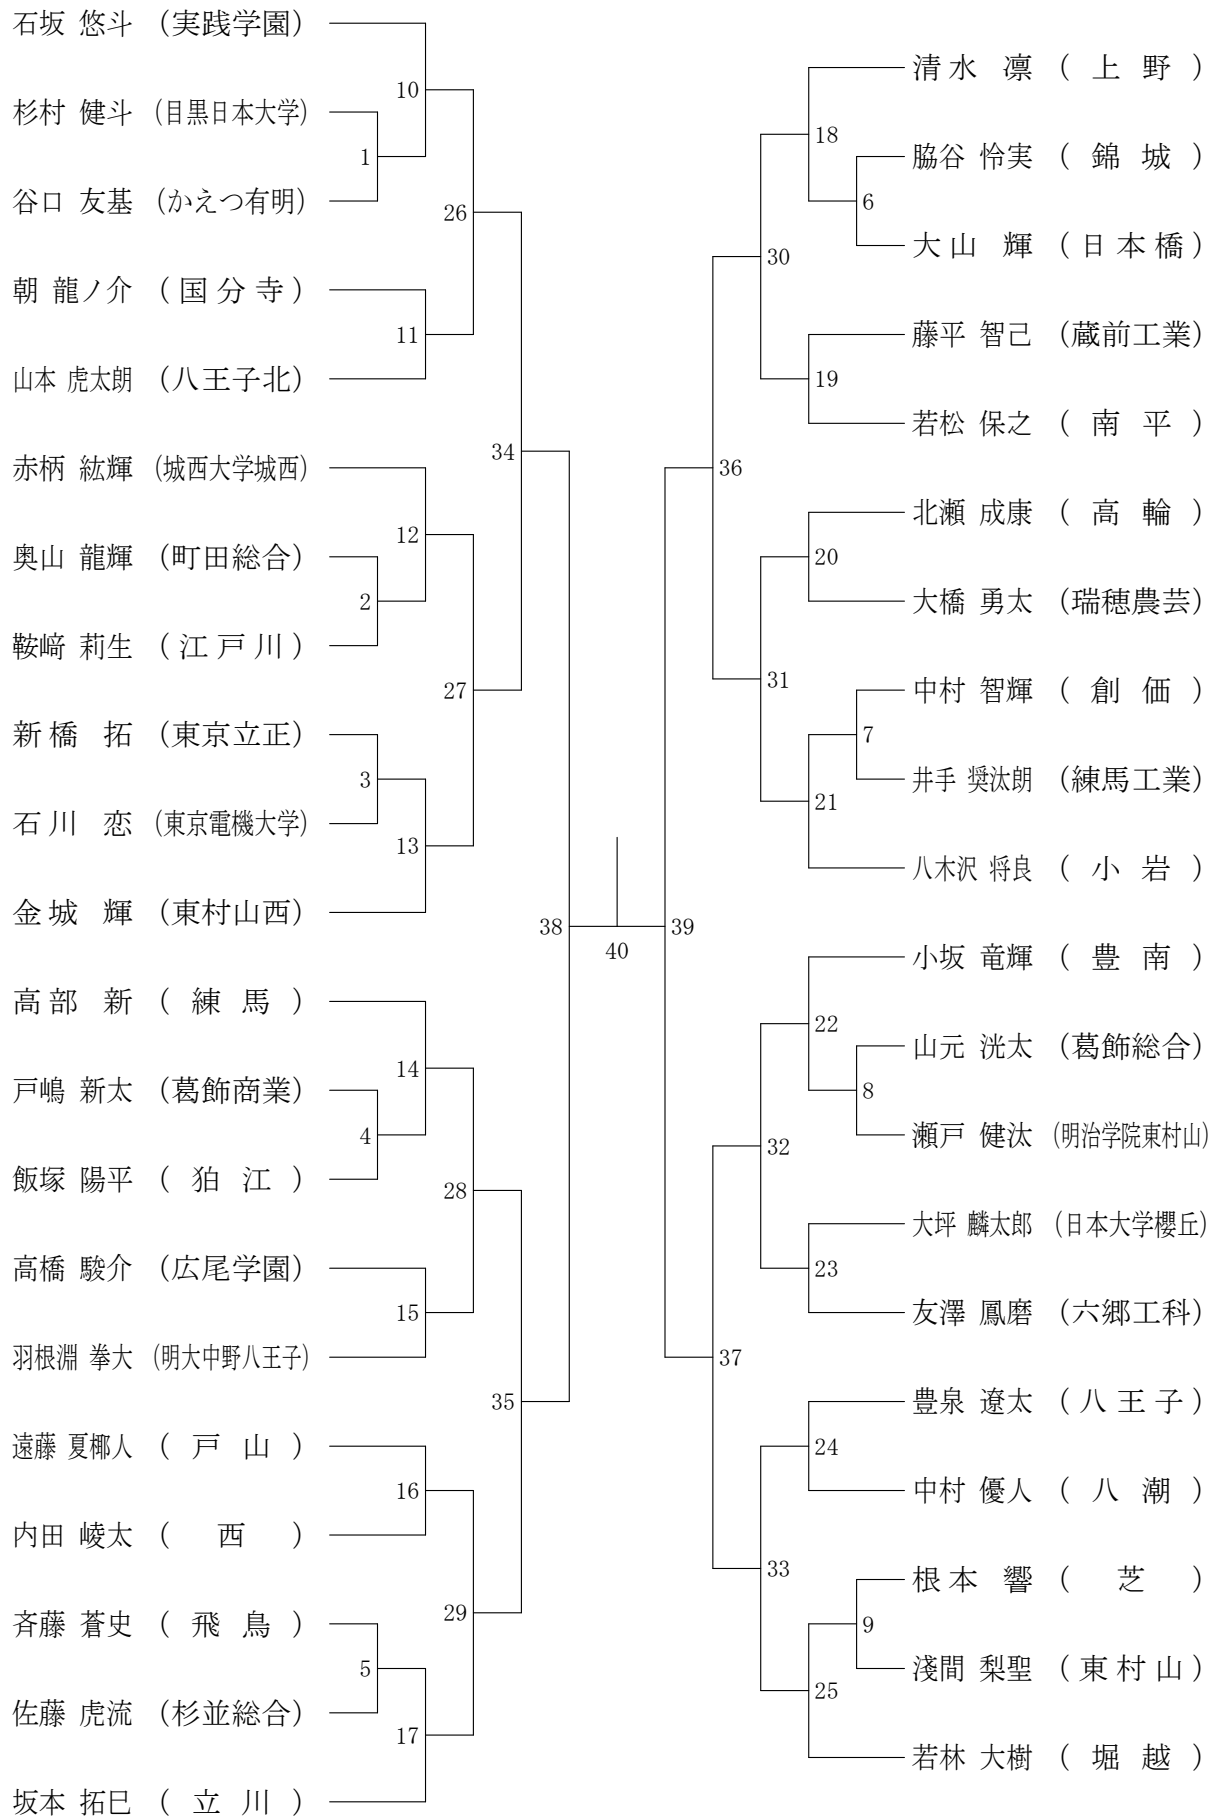 石坂 悠斗 (実践学園)
10
杉村 健斗 (目黒日本大学)
1
谷口 友基 (かえつ有明)
26
朝 龍ノ介 (国分寺)
11
山本 虎太朗 (八王子北)
34
赤柄 紘輝 (城西大学城西)
12
奥山 龍輝 (町田総合)
2
鞍﨑 莉生 (江戸川)
27
新橋 拓 (東京立正)
3
石川 恋 (東京電機大学)
13
金城 輝 (東村山西)
38
高部 新 (練馬)
14
戸嶋 新太 (葛飾商業)
4
飯塚 陽平 (狛江)
28
高橋 駿介 (広尾学園)
15
羽根淵 拳大 (明大中野八王子)
35
遠藤 夏椰人 (戸山)
16
内田 崚太 (西)
29
斉藤 蒼史 (飛鳥)
5
佐藤 虎流 (杉並総合)
17
坂本 拓巳 (立川)
40
清水 凛 (上野)
18
脇谷 怜実 (錦城)
6
大山 輝 (日本橋)
30
藤平 智己 (蔵前工業)
19
若松 保之 (南平)
36
北瀬 成康 (高輪)
20
大橋 勇太 (瑞穂農芸)
31
中村 智輝 (創価)
7
井手 奨汰朗 (練馬工業)
21
八木沢 将良 (小岩)
39
小坂 竜輝 (豊南)
22
山元 洸太 (葛飾総合)
8
瀬戸 健汰 (明治学院東村山)
32
大坪 麟太郎 (日本大学櫻丘)
23
友澤 鳳磨 (六郷工科)
37
豊泉 遼太 (八王子)
24
中村 優人 (八潮)
33
根本 響 (芝)
9
淺間 梨聖 (東村山)
25
若林 大樹 (堀越)